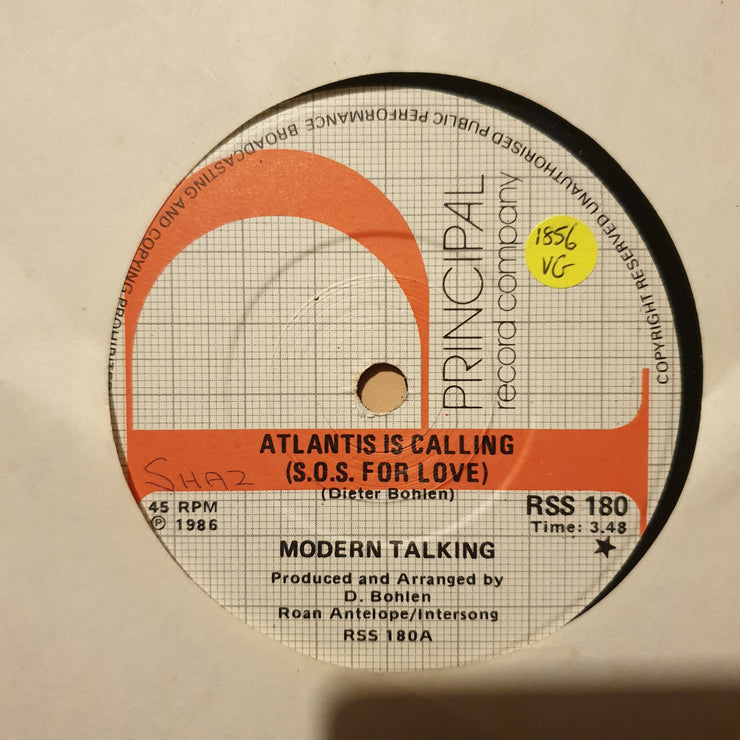 COPYRIGHT RESERVED UNAUTHORISED PUBLIC PERFORMANCE BROADCASTING AND COPYING PROHIBITED
PRINCIPAL
record company
1856
VG
ATLANTIS IS CALLING
(S.O.S. FOR LOVE)
(Dieter Bohlen)
SHAZ
45 RPM
Ⓟ 1986
RSS 180
Time: 3.48
★
MODERN TALKING
Produced and Arranged by
D. Bohlen
Roan Antelope/Intersong
RSS 180A